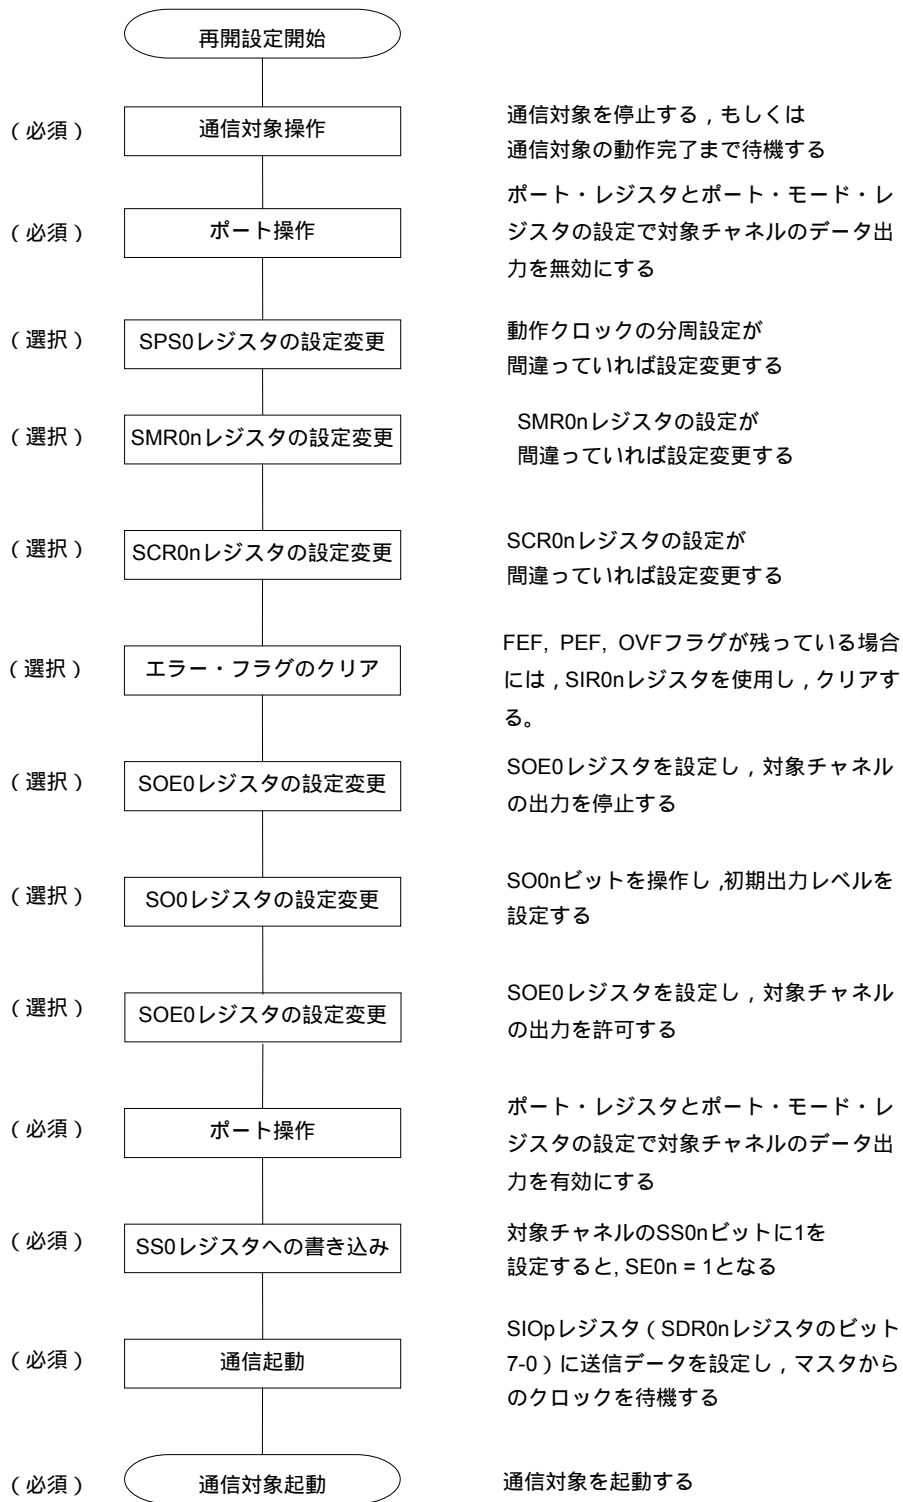 再開設定開始
（必須）
通信対象操作
通信対象を停止する，もしくは
通信対象の動作完了まで待機する
（必須）
ポート操作
ポート・レジスタとポート・モード・レ
ジスタの設定で対象チャネルのデータ出
力を無効にする
（選択）
SPS0レジスタの設定変更
動作クロックの分周設定が
間違っていれば設定変更する
（選択）
SMR0nレジスタの設定変更
SMR0nレジスタの設定が
間違っていれば設定変更する
（選択）
SCR0nレジスタの設定変更
SCR0nレジスタの設定が
間違っていれば設定変更する
（選択）
エラー・フラグのクリア
FEF, PEF, OVFフラグが残っている場合
には，SIR0nレジスタを使用し，クリアす
る。
（選択）
SOE0レジスタの設定変更
SOE0レジスタを設定し，対象チャネル
の出力を停止する
（選択）
SO0レジスタの設定変更
SO0nビットを操作し，初期出力レベルを
設定する
（選択）
SOE0レジスタの設定変更
SOE0レジスタを設定し，対象チャネル
の出力を許可する
（必須）
ポート操作
ポート・レジスタとポート・モード・レ
ジスタの設定で対象チャネルのデータ出
力を有効にする
（必須）
SS0レジスタへの書き込み
対象チャネルのSS0nビットに1を
設定すると, SE0n = 1となる
（必須）
通信起動
SIOpレジスタ（SDR0nレジスタのビット
7-0）に送信データを設定し，マスタから
のクロックを待機する
（必須）
通信対象起動
通信対象を起動する